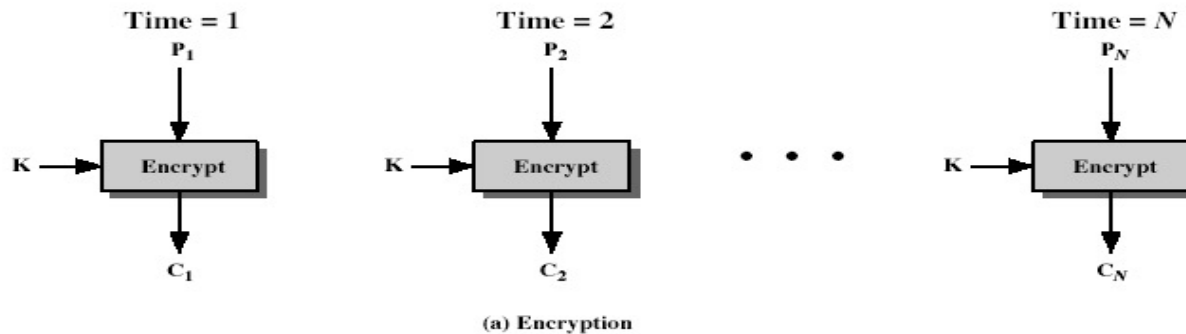 Time = 1 Time = 2 Time = N
P1 P2 PN
K Encrypt K Encrypt • • • K Encrypt
C1 C2 CN
(a) Encryption